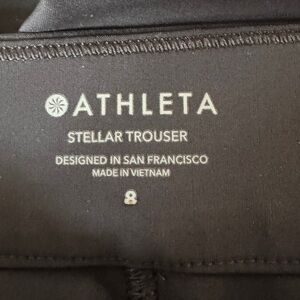 ATHLETA
STELLAR TROUSER
DESIGNED IN SAN FRANCISCO
MADE IN VIETNAM
8